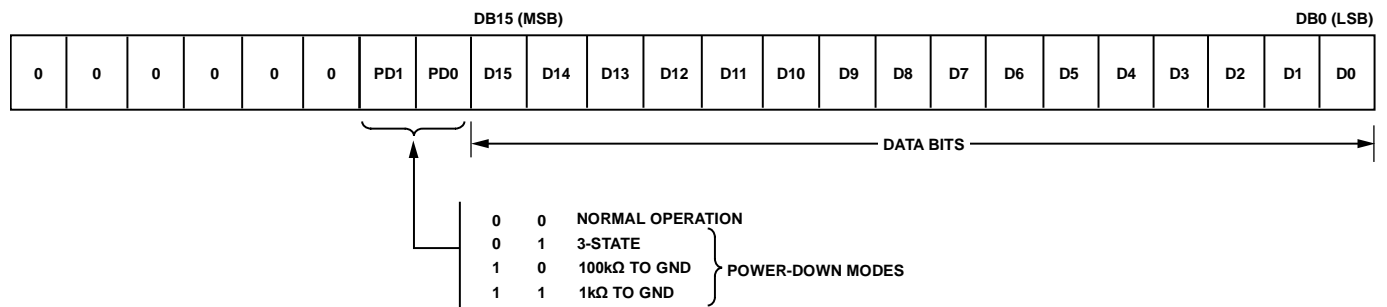 DB15 (MSB) DB0 (LSB)
0 0 0 0 0 0 PD1 PD0 D15 D14 D13 D12 D11 D10 D9 D8 D7 D6 D5 D4 D3 D2 D1 D0
DATA BITS
0 0 NORMAL OPERATION
0 1 3-STATE
1 0 100kΩ TO GND
POWER-DOWN MODES
1 1 1kΩ TO GND